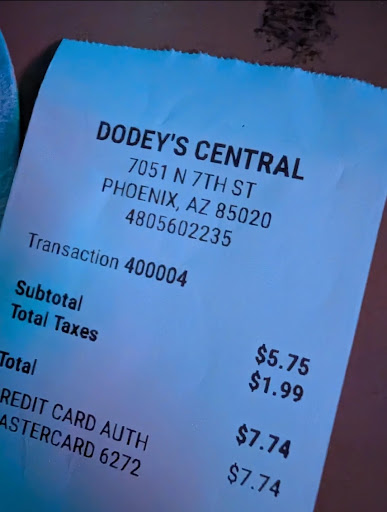 DODEY'S CENTRAL
7051 N 7TH ST
PHOENIX, AZ 85020
4805602235
Transaction 400004
Subtotal $5.75
Total Taxes $1.99
Total $7.74
REDIT CARD AUTH $7.74
ASTERCARD 6272